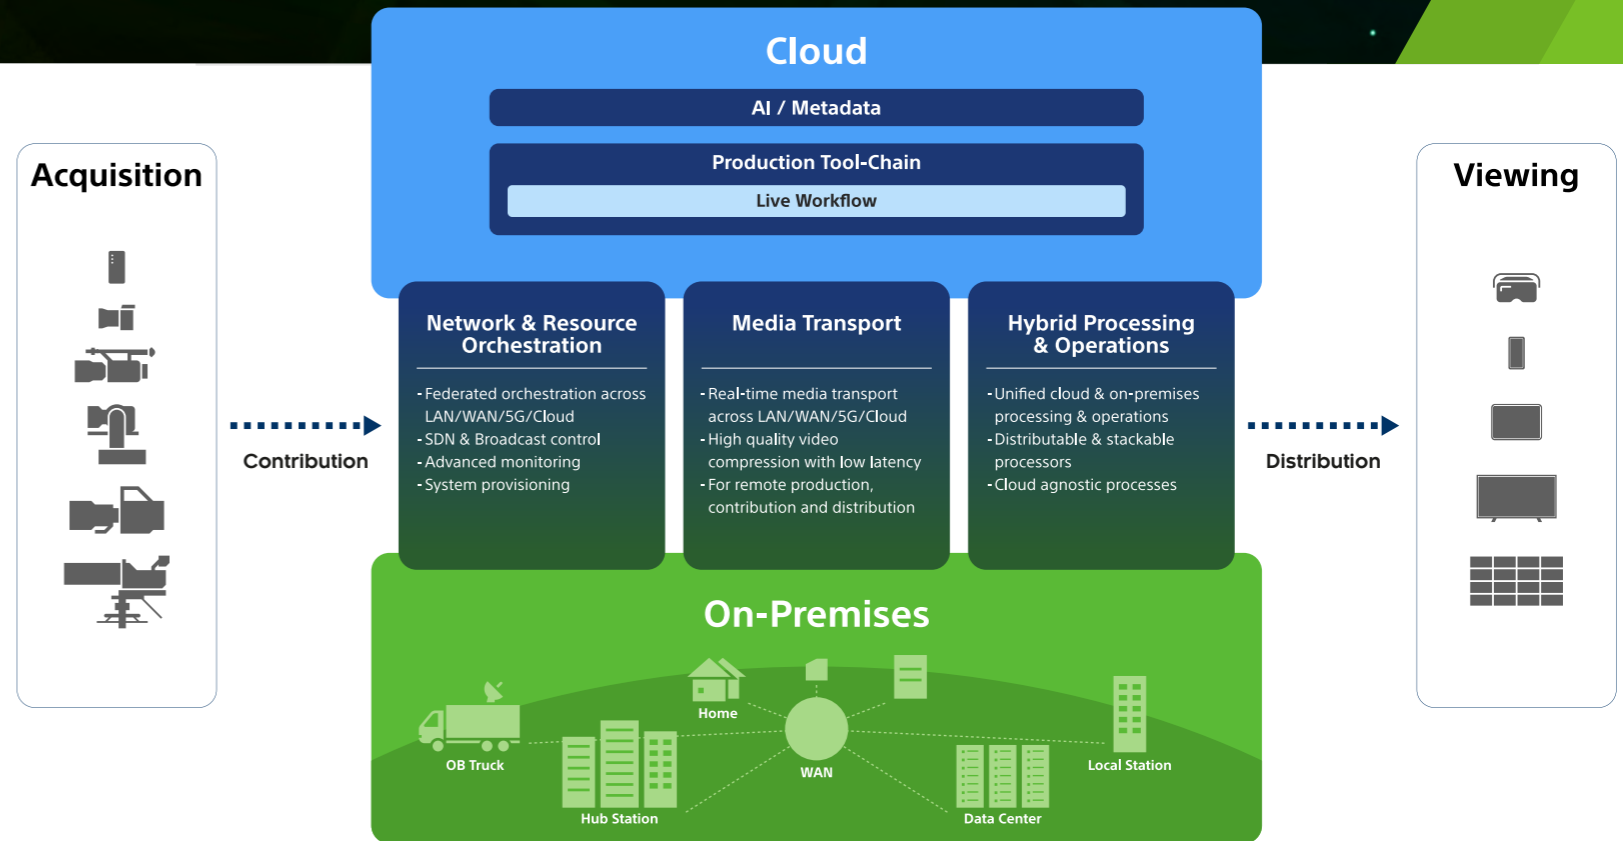 Cloud
AI / Metadata
Production Tool-Chain
Live Workflow
Acquisition
Contribution
Network & Resource
Orchestration
-Federated orchestration across
LAN/WAN/5G/Cloud
-SDN & Broadcast control
-Advanced monitoring
-System provisioning
Media Transport
-Real-time media transport
across LAN/WAN/5G/Cloud
-High quality video
compression with low latency
-For remote production,
contribution and distribution
Hybrid Processing
& Operations
-Unified cloud & on-premises
processing & operations
-Distributable & stackable
processors
-Cloud agnostic processes
Distribution
Viewing
On-Premises
Home
OB Truck
WAN
Local Station
Hub Station
Data Center